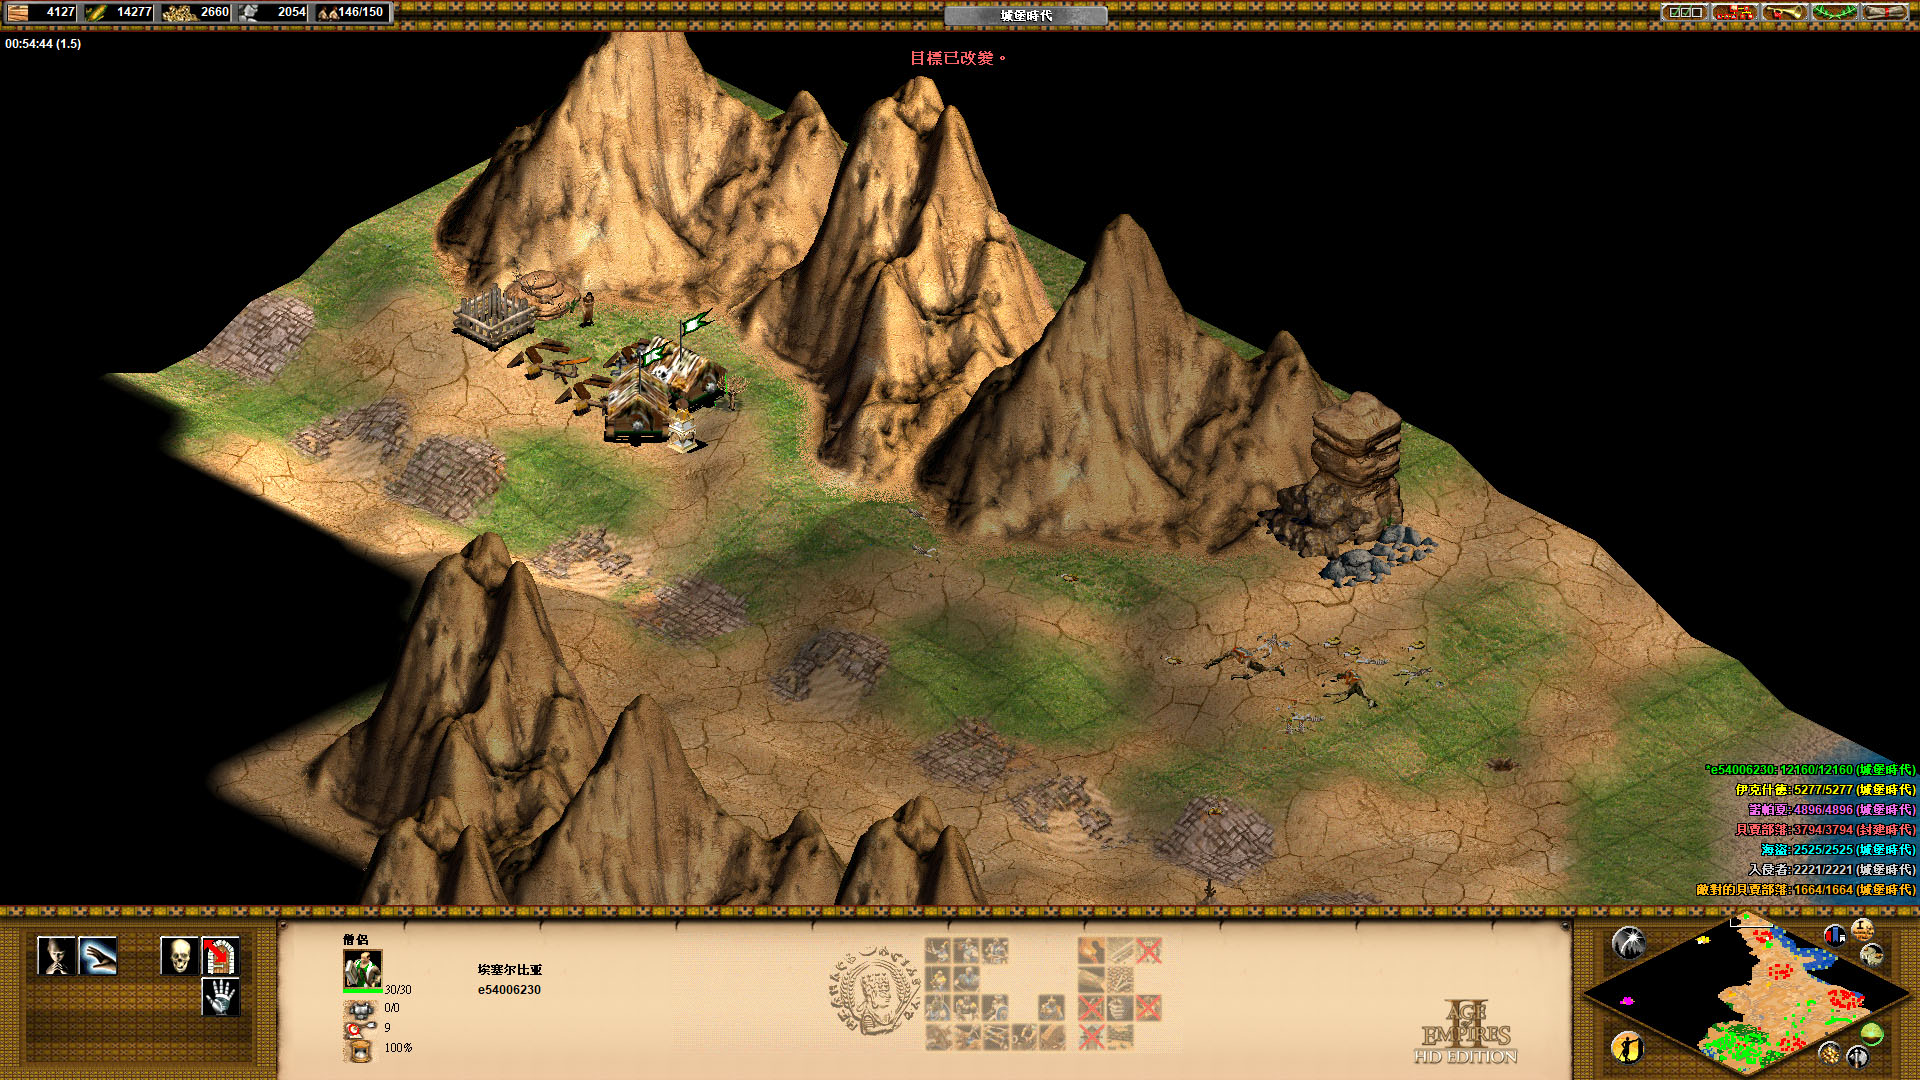 4127 14277 2660 2054 146/150
城堡時代
00:54:44 (1.5)
目標已改變。
*e54006230: 12160/12160 (城堡時代)
伊克什德: 5277/5277 (城堡時代)
諾帕夏: 4896/4896 (城堡時代)
貝賈部落: 3794/3794 (封建時代)
海盜: 2525/2525 (城堡時代)
入侵者: 2221/2221 (城堡時代)
敵對的貝賈部落: 1664/1664 (城堡時代)
僧侶
埃塞尔比亚
30/30
e54006230
0/0
9
100%
AGE
II
EMPIRES
HD EDITION